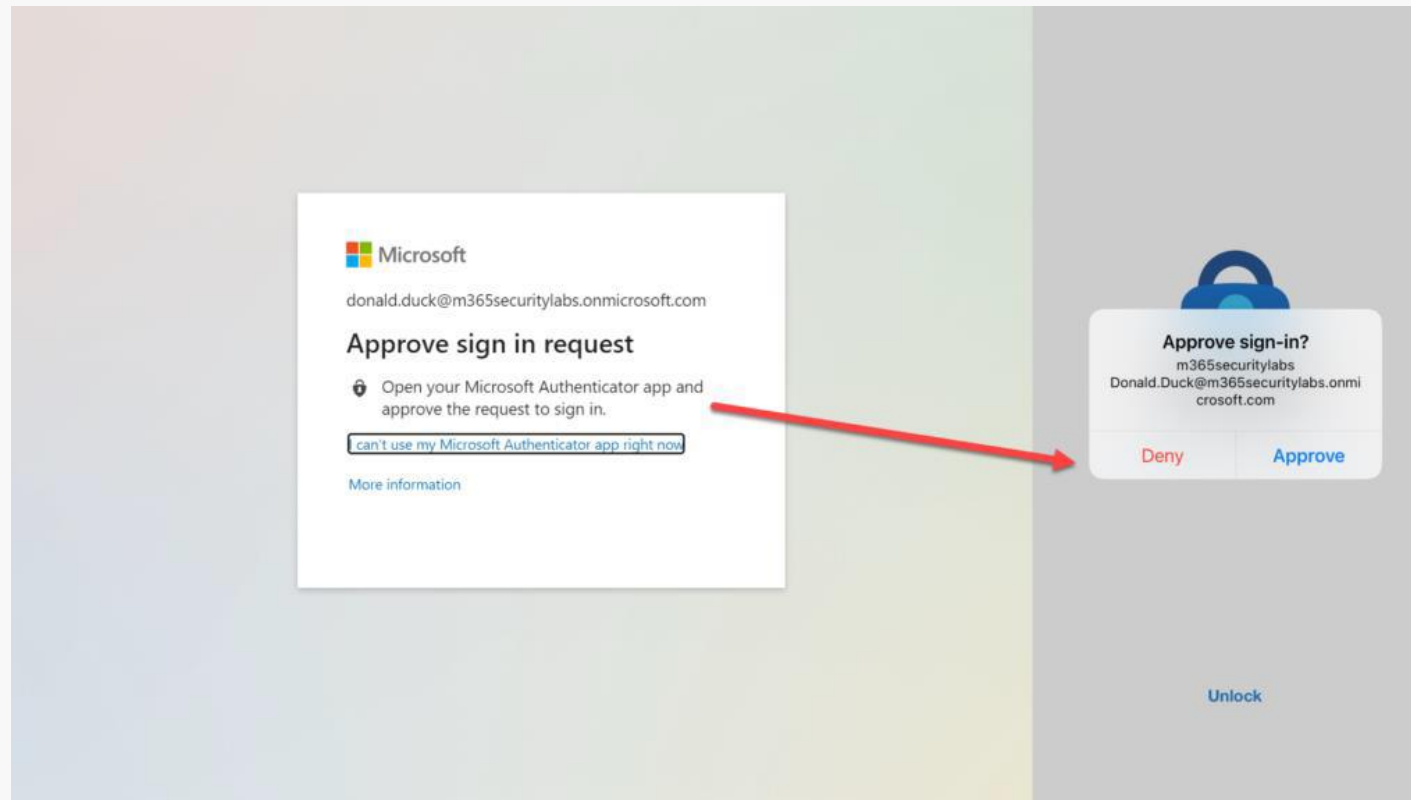 Microsoft
donald.duck@m365securitylabs.onmicrosoft.com
Approve sign in request
Open your Microsoft Authenticator app and
approve the request to sign in.
I can't use my Microsoft Authenticator app right now
More information
Approve sign-in?
m365securitylabs
Donald.Duck@m365securitylabs.onmi
crosoft.com
Deny Approve
Unlock